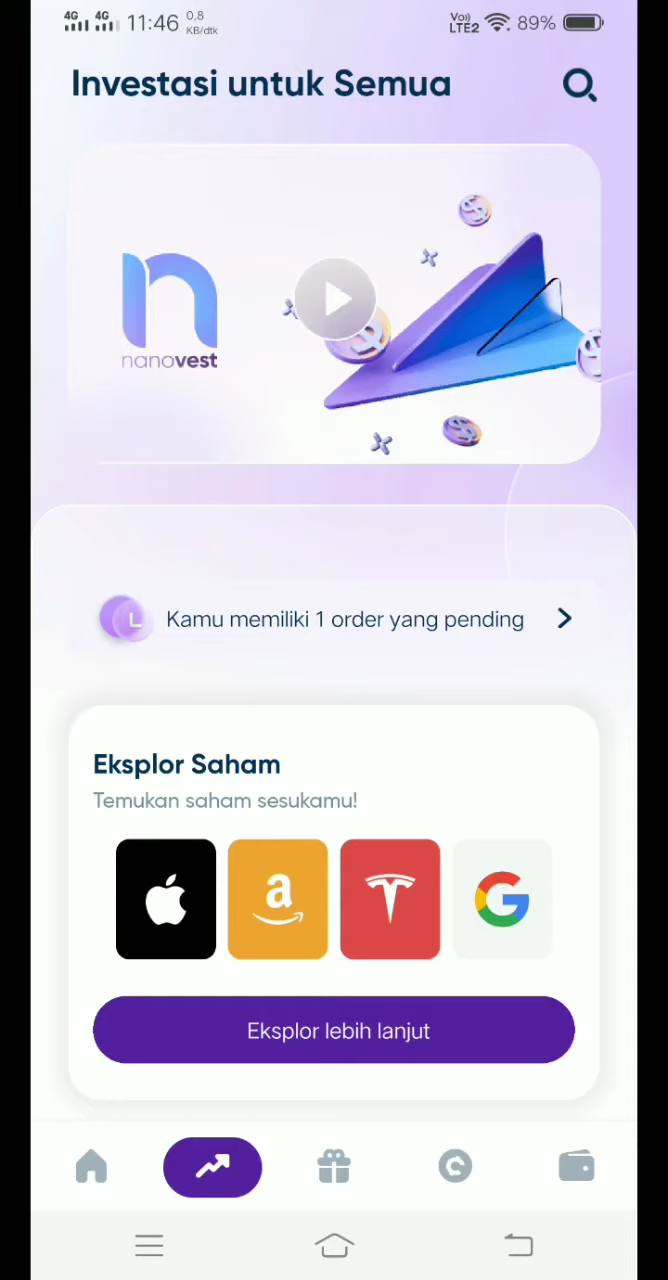 4G 4G 11:46 0,8 KB/dtk Vo)) LTE2 89%
Investasi untuk Semua
nanovest
Kamu memiliki 1 order yang pending
Eksplor Saham
Temukan saham sesukamu!
Eksplor lebih lanjut